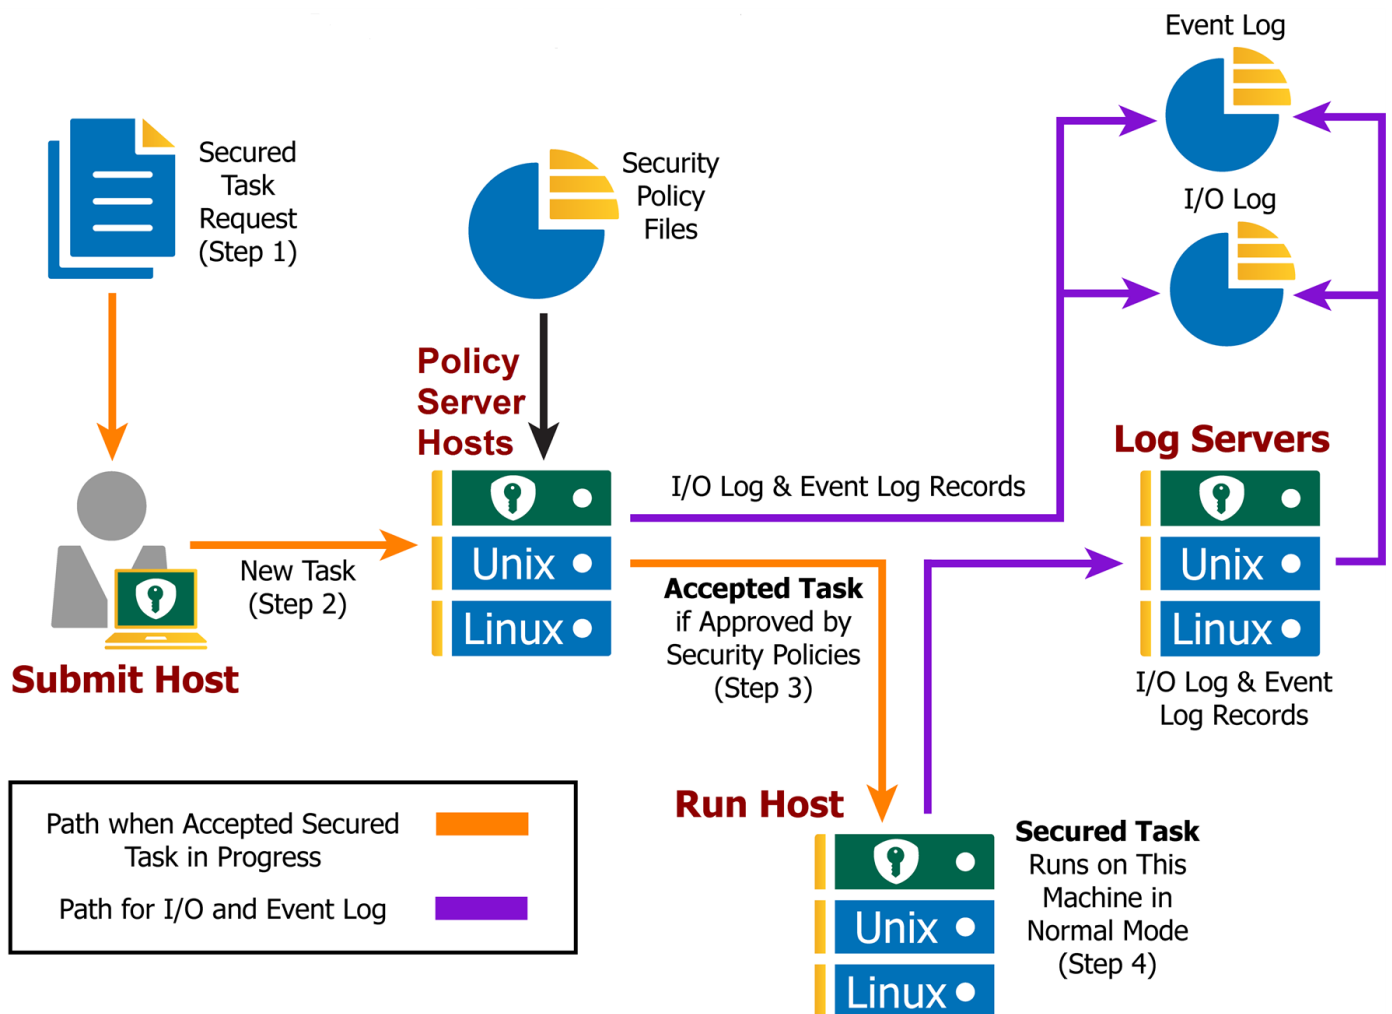 Event Log
Secured
Task
Request
(Step 1)
Security
Policy
Files
I/O Log
Policy
Server
Hosts
Log Servers
I/O Log & Event Log Records
New Task
(Step 2)
Unix
Linux
Accepted Task
if Approved by
Security Policies
(Step 3)
Unix
Linux
I/O Log & Event
Log Records
Submit Host
Run Host
Path when Accepted Secured
Task in Progress
Path for I/O and Event Log
Secured Task
Runs on This
Machine in
Normal Mode
(Step 4)
Unix
Linux